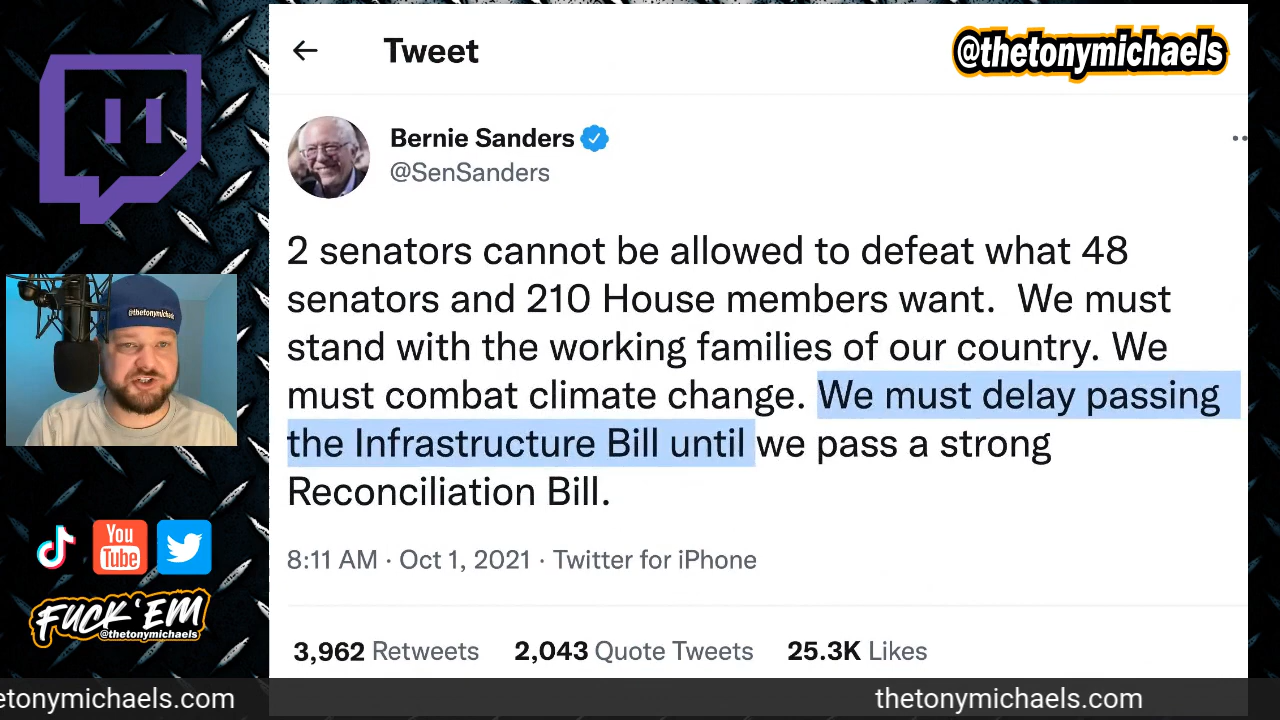 Tweet
@thetonymichaels
Bernie Sanders
@SenSanders
2 senators cannot be allowed to defeat what 48
senators and 210 House members want. We must
stand with the working families of our country. We
must combat climate change. We must delay passing
the Infrastructure Bill until we pass a strong
Reconciliation Bill.
8:11 AM · Oct 1, 2021 · Twitter for iPhone
3,962 Retweets 2,043 Quote Tweets 25.3K Likes
@thetonymichaels
You
Tube
FUCK 'EM
@thetonymichaels
etonymichaels.com
thetonymichaels.com